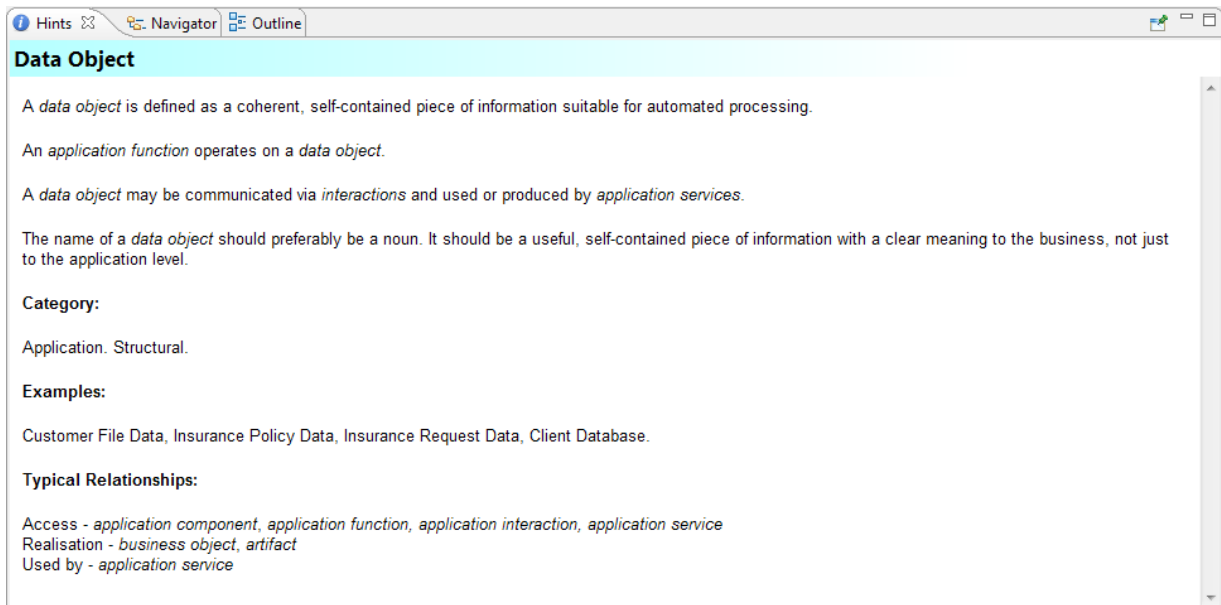 Hints
Navigator
Outline
Data Object
A data object is defined as a coherent, self-contained piece of information suitable for automated processing.
An application function operates on a data object.
A data object may be communicated via interactions and used or produced by application services.
The name of a data object should preferably be a noun. It should be a useful, self-contained piece of information with a clear meaning to the business, not just
to the application level.
Category:
Application. Structural.
Examples:
Customer File Data, Insurance Policy Data, Insurance Request Data, Client Database.
Typical Relationships:
Access - application component, application function, application interaction, application service
Realisation - business object, artifact
Used by - application service